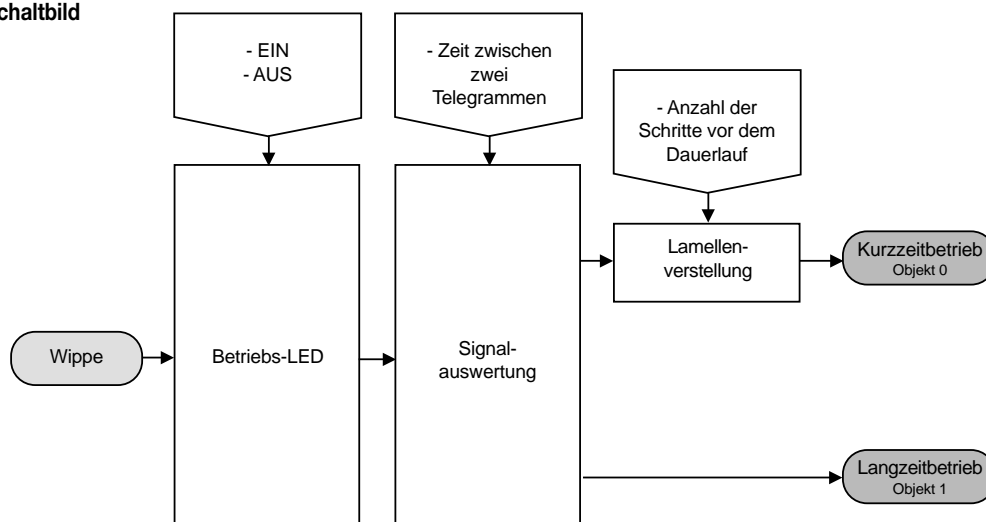 chaltbild
- EIN
- AUS
- Zeit zwischen
zwei
Telegrammen
- Anzahl der
Schritte vor dem
Dauerlauf
Lamellen-
verstellung
Kurzzeitbetrieb
Objekt 0
Wippe
Betriebs-LED
Signal-
auswertung
Langzeitbetrieb
Objekt 1